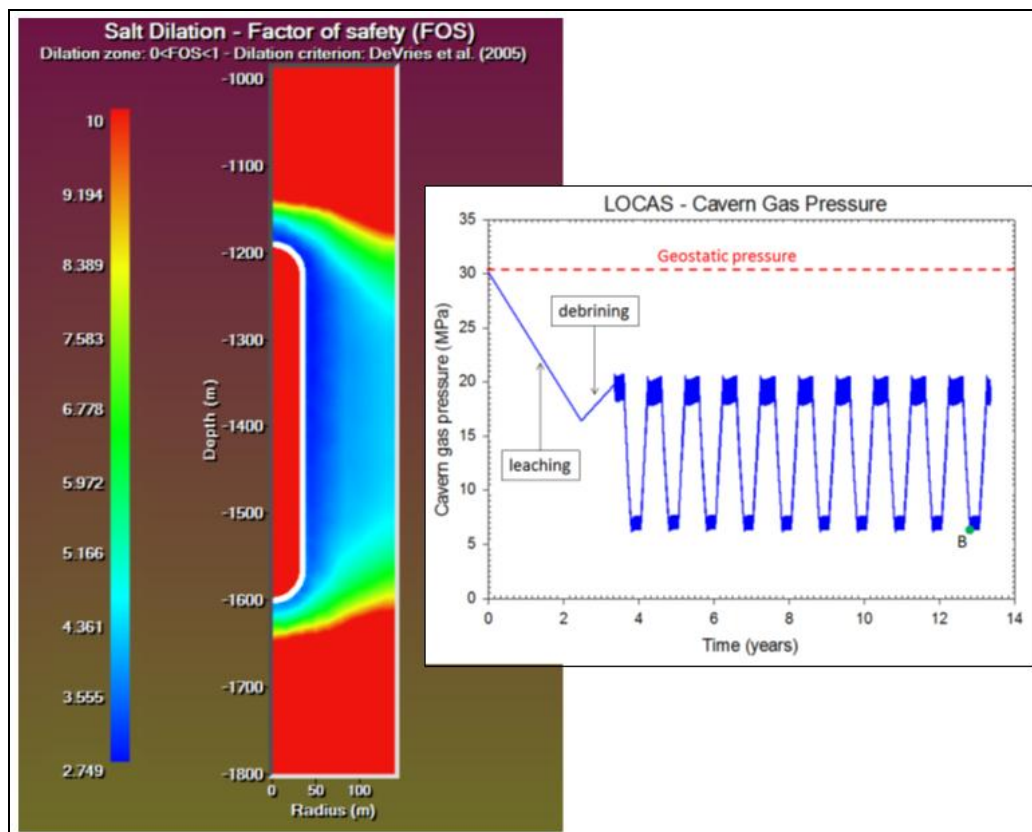 Salt Dilation - Factor of safety (FOS)
Dilation zone: 0<FOS<1 - Dilation criterion: DeVries et al. (2005)
10
9.194
8.389
7.583
6.778
5.972
5.166
4.361
3.555
2.749
Depth (m)
-1000
-1100
-1200
-1300
-1400
-1500
-1600
-1700
-1800
0 50 100
Radius (m)
LOCAS - Cavern Gas Pressure
Cavern gas pressure (MPa)
35
30
25
20
15
10
5
0
Geostatic pressure
debrining
leaching
B
0 2 4 6 8 10 12 14
Time (years)